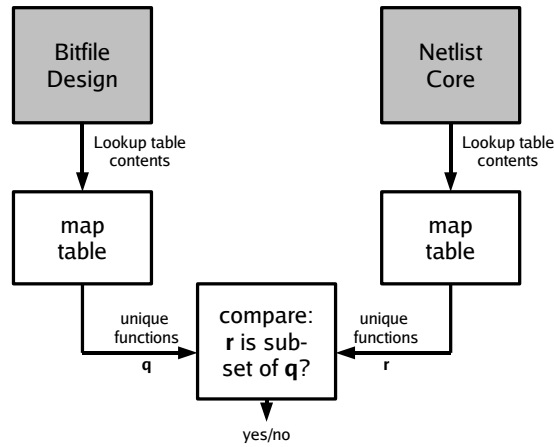 Bitfile
Design
Netlist
Core
Lookup table
contents
Lookup table
contents
map
table
map
table
unique
functions
q
compare:
r is sub-
set of q?
unique
functions
r
yes/no